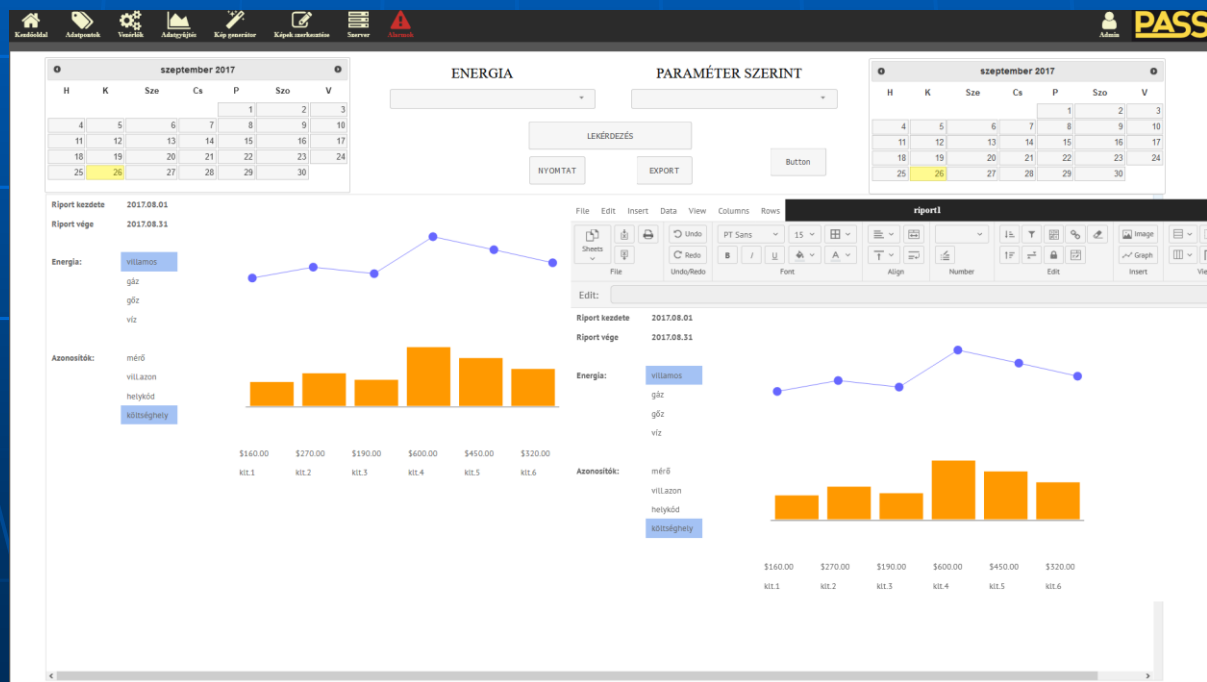 Kezdőoldal Adatpontok Vezérlők Adatgyűjtés Kép generátor Képek szerkesztése Szerver Alarmok Admin PASS
szeptember 2017
H K Sze Cs P Szo V
1 2 3
4 5 6 7 8 9 10
11 12 13 14 15 16 17
18 19 20 21 22 23 24
25 26 27 28 29 30
ENERGIA
PARAMÉTER SZERINT
LEKÉRDEZÉS
NYOMTAT
EXPORT
Button
szeptember 2017
H K Sze Cs P Szo V
1 2 3
4 5 6 7 8 9 10
11 12 13 14 15 16 17
18 19 20 21 22 23 24
25 26 27 28 29 30
Riport kezdete 2017.08.01
Riport vége 2017.08.31
Energia: villamos
gáz
gőz
víz
Azonosítók: mérő
vill.azon
helykód
költséghely
$160.00 $270.00 $190.00 $600.00 $450.00 $320.00
klt.1 klt.2 klt.3 klt.4 klt.5 klt.6
File Edit Insert Data View Columns Rows riport1
Sheets Undo PT Sans 15 Image
Redo B I U A Graph
File Undo/Redo Font Align Number Edit Insert
Edit:
Riport kezdete 2017.08.01
Riport vége 2017.08.31
Energia: villamos
gáz
gőz
víz
Azonosítók: mérő
vill.azon
helykód
költséghely
$160.00 $270.00 $190.00 $600.00 $450.00 $320.00
klt.1 klt.2 klt.3 klt.4 klt.5 klt.6